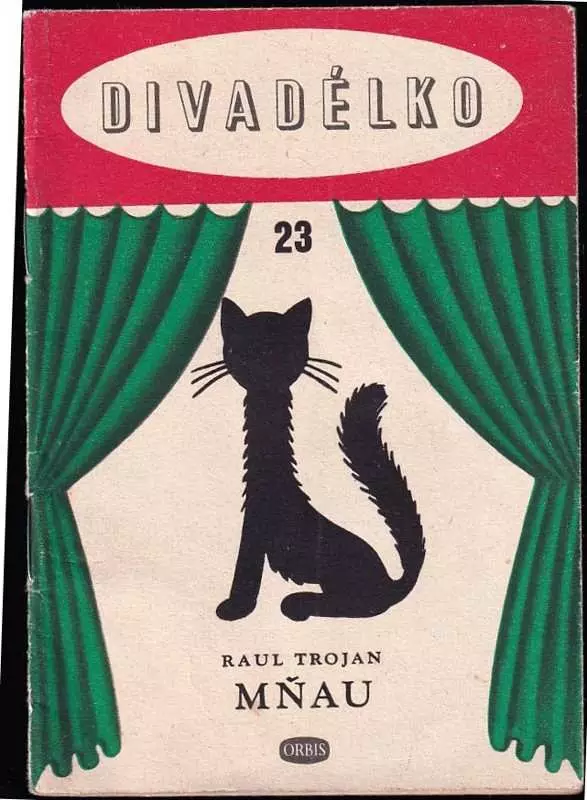 DIVADÉLKO
23
RAUL TROJAN
MŇAU
ORBIS